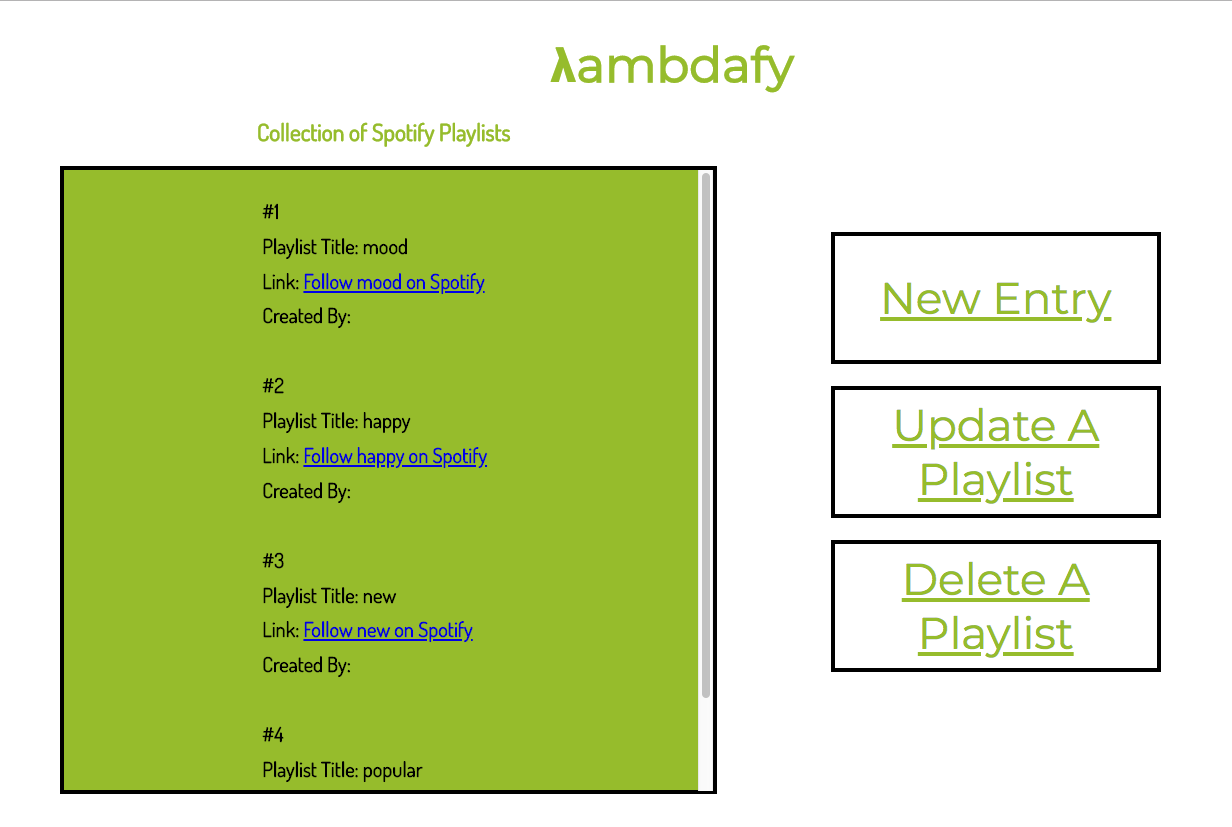 λambdafy
Collection of Spotify Playlists
#1
Playlist Title: mood
Link: Follow mood on Spotify
Created By:
#2
Playlist Title: happy
Link: Follow happy on Spotify
Created By:
#3
Playlist Title: new
Link: Follow new on Spotify
Created By:
#4
Playlist Title: popular
New Entry
Update A
Playlist
Delete A
Playlist